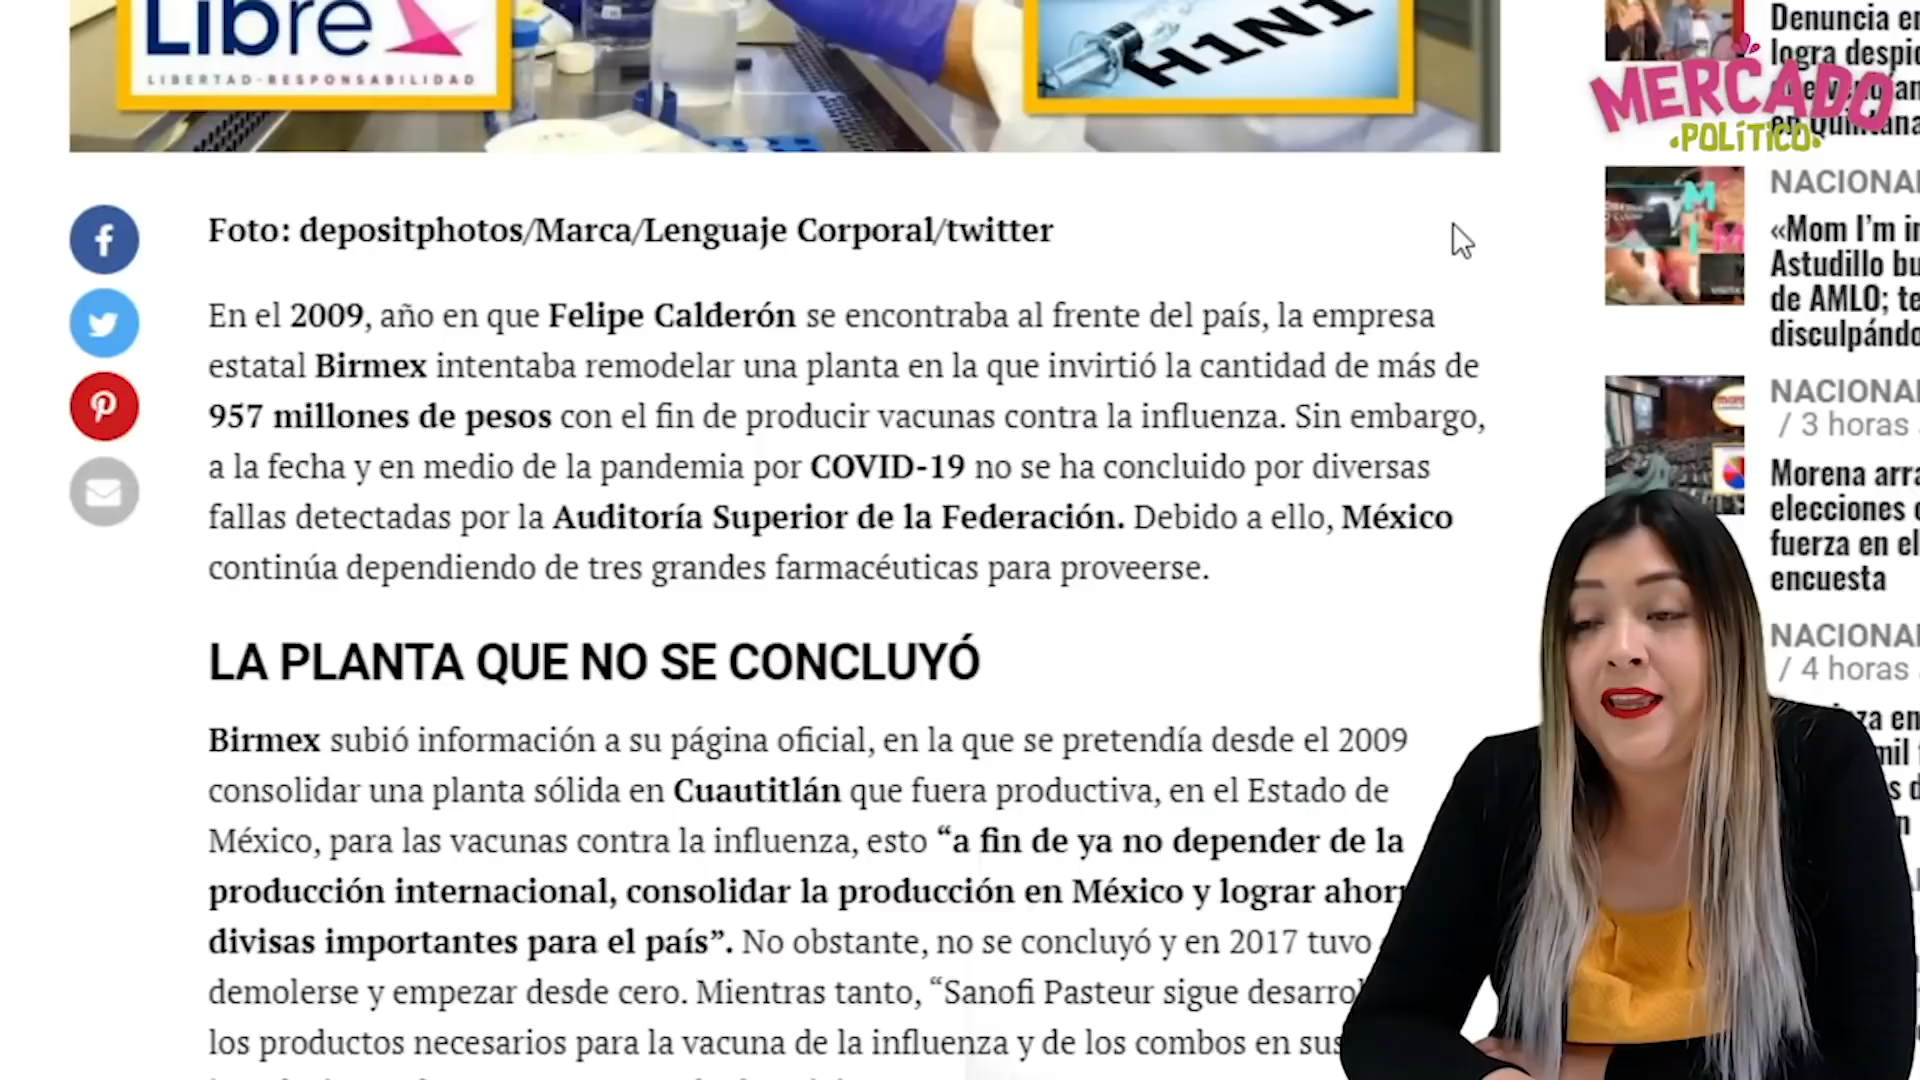 Libre
LIBERTAD-RESPONSABILIDAD
H1N1
MERCADO
POLÍTICO
Foto: depositphotos/Marca/Lenguaje Corporal/twitter
En el 2009, año en que Felipe Calderón se encontraba al frente del país, la empresa
estatal Birmex intentaba remodelar una planta en la que invirtió la cantidad de más de
957 millones de pesos con el fin de producir vacunas contra la influenza. Sin embargo,
a la fecha y en medio de la pandemia por COVID-19 no se ha concluido por diversas
fallas detectadas por la Auditoría Superior de la Federación. Debido a ello, México
continúa dependiendo de tres grandes farmacéuticas para proveerse.
LA PLANTA QUE NO SE CONCLUYÓ
Birmex subió información a su página oficial, en la que se pretendía desde el 2009
consolidar una planta sólida en Cuautitlán que fuera productiva, en el Estado de
México, para las vacunas contra la influenza, esto “a fin de ya no depender de la
producción internacional, consolidar la producción en México y lograr ahorr
divisas importantes para el país”. No obstante, no se concluyó y en 2017 tuvo
demolerse y empezar desde cero. Mientras tanto, “Sanofi Pasteur sigue desarrol
los productos necesarios para la vacuna de la influenza y de los combos en sus
Denuncia en
logra despi
en Quintana
NACIONAL
«Mom I’m in
Astudillo bu
de AMLO; te
disculpándo
NACIONAL
/ 3 horas
Morena arra
elecciones
fuerza en el
encuesta
NACIONAL
/ 4 horas
za en
mil
s d